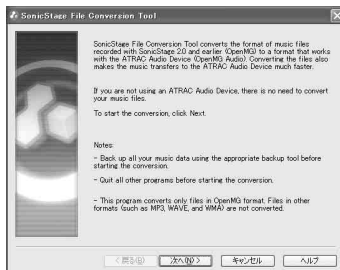 SonicStage File Conversion Tool
SonicStage File Conversion Tool converts the format of music files
recorded with SonicStage 2.0 and earlier (OpenMG) to a format that works
with the ATRAC Audio Device (OpenMG Audio). Converting the files also
makes the music transfers to the ATRAC Audio Device much faster.
If you are not using an ATRAC Audio Device, there is no need to convert
your music files.
To start the conversion, click Next.
Notes:
- Back up all your music data using the appropriate backup tool before
starting the conversion.
- Quit all other programs before starting the conversion.
- This program converts only files in OpenMG format. Files in other
formats (such as MP3, WAVE, and WMA) are not converted.
< 戻る(B) 次へ(N) > キャンセル ヘルプ